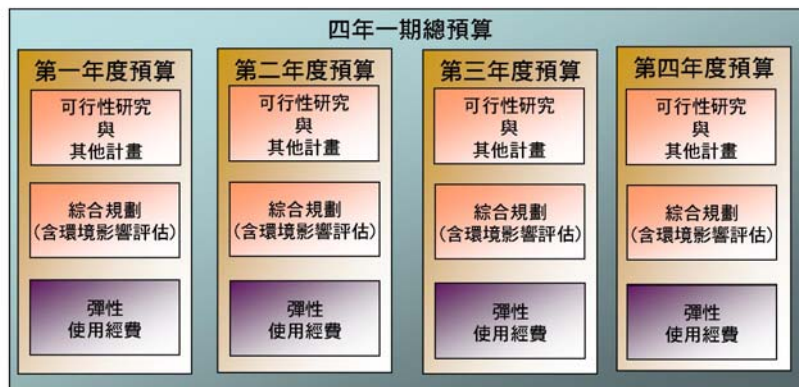 四年一期總預算
第一年度預算
可行性研究
與
其他計畫
綜合規劃
(含環境影響評估)
彈性
使用經費
第二年度預算
可行性研究
與
其他計畫
綜合規劃
(含環境影響評估)
彈性
使用經費
第三年度預算
可行性研究
與
其他計畫
綜合規劃
(含環境影響評估)
彈性
使用經費
第四年度預算
可行性研究
與
其他計畫
綜合規劃
(含環境影響評估)
彈性
使用經費